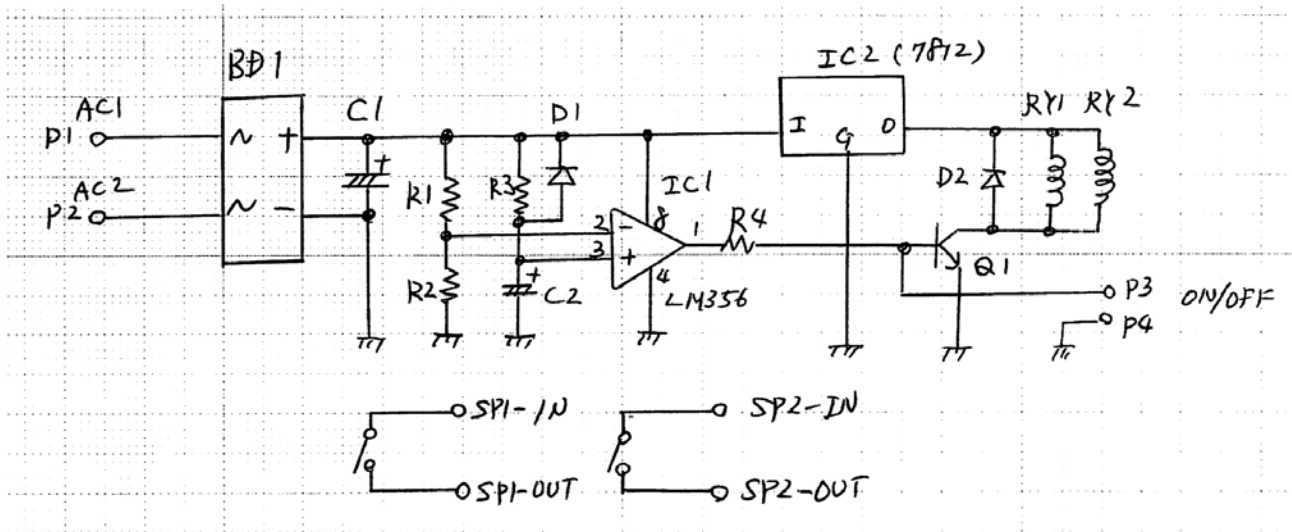 BD1
IC2 (7812)
AC1
C1
D1
RY1
RY2
P1
~
+
I
G
O
AC2
+
R1
R3
IC1
D2
P2
~
-
8
2
-
1
R4
3
+
R2
+
C2
4
LM356
Q1
P3
ON/OFF
P4
SP1-IN
SP2-IN
SP1-OUT
SP2-OUT